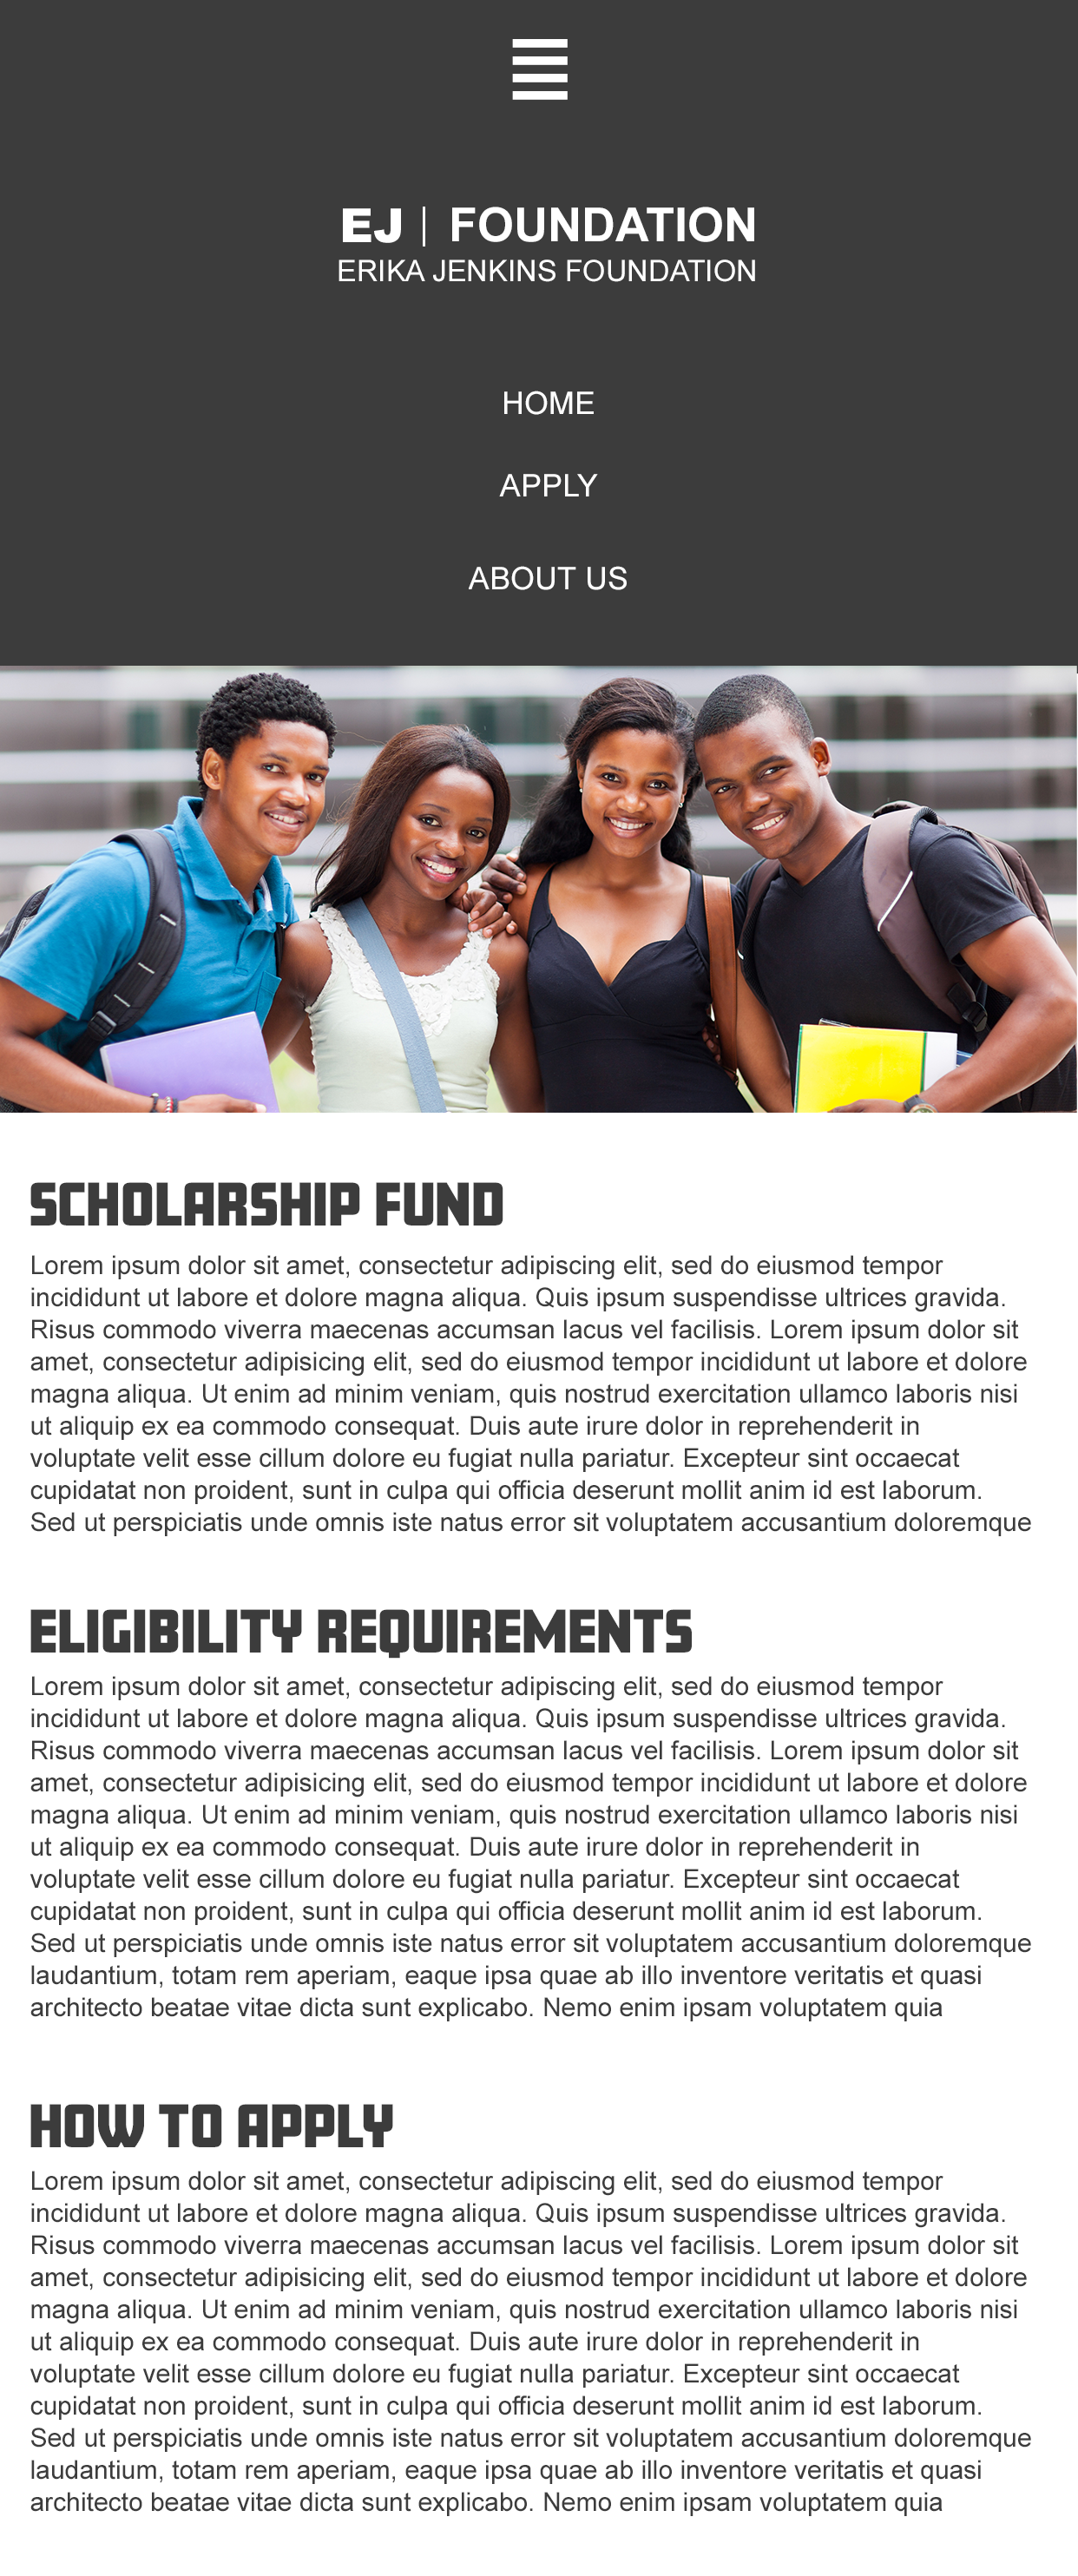 EJ | FOUNDATION
ERIKA JENKINS FOUNDATION
HOME
APPLY
ABOUT US
SCHOLARSHIP FUND
Lorem ipsum dolor sit amet, consectetur adipiscing elit, sed do eiusmod tempor
incididunt ut labore et dolore magna aliqua. Quis ipsum suspendisse ultrices gravida.
Risus commodo viverra maecenas accumsan lacus vel facilisis. Lorem ipsum dolor sit
amet, consectetur adipisicing elit, sed do eiusmod tempor incididunt ut labore et dolore
magna aliqua. Ut enim ad minim veniam, quis nostrud exercitation ullamco laboris nisi
ut aliquip ex ea commodo consequat. Duis aute irure dolor in reprehenderit in
voluptate velit esse cillum dolore eu fugiat nulla pariatur. Excepteur sint occaecat
cupidatat non proident, sunt in culpa qui officia deserunt mollit anim id est laborum.
Sed ut perspiciatis unde omnis iste natus error sit voluptatem accusantium doloremque
ELIGIBILITY REQUIREMENTS
Lorem ipsum dolor sit amet, consectetur adipiscing elit, sed do eiusmod tempor
incididunt ut labore et dolore magna aliqua. Quis ipsum suspendisse ultrices gravida.
Risus commodo viverra maecenas accumsan lacus vel facilisis. Lorem ipsum dolor sit
amet, consectetur adipisicing elit, sed do eiusmod tempor incididunt ut labore et dolore
magna aliqua. Ut enim ad minim veniam, quis nostrud exercitation ullamco laboris nisi
ut aliquip ex ea commodo consequat. Duis aute irure dolor in reprehenderit in
voluptate velit esse cillum dolore eu fugiat nulla pariatur. Excepteur sint occaecat
cupidatat non proident, sunt in culpa qui officia deserunt mollit anim id est laborum.
Sed ut perspiciatis unde omnis iste natus error sit voluptatem accusantium doloremque
laudantium, totam rem aperiam, eaque ipsa quae ab illo inventore veritatis et quasi
architecto beatae vitae dicta sunt explicabo. Nemo enim ipsam voluptatem quia
HOW TO APPLY
Lorem ipsum dolor sit amet, consectetur adipiscing elit, sed do eiusmod tempor
incididunt ut labore et dolore magna aliqua. Quis ipsum suspendisse ultrices gravida.
Risus commodo viverra maecenas accumsan lacus vel facilisis. Lorem ipsum dolor sit
amet, consectetur adipisicing elit, sed do eiusmod tempor incididunt ut labore et dolore
magna aliqua. Ut enim ad minim veniam, quis nostrud exercitation ullamco laboris nisi
ut aliquip ex ea commodo consequat. Duis aute irure dolor in reprehenderit in
voluptate velit esse cillum dolore eu fugiat nulla pariatur. Excepteur sint occaecat
cupidatat non proident, sunt in culpa qui officia deserunt mollit anim id est laborum.
Sed ut perspiciatis unde omnis iste natus error sit voluptatem accusantium doloremque
laudantium, totam rem aperiam, eaque ipsa quae ab illo inventore veritatis et quasi
architecto beatae vitae dicta sunt explicabo. Nemo enim ipsam voluptatem quia